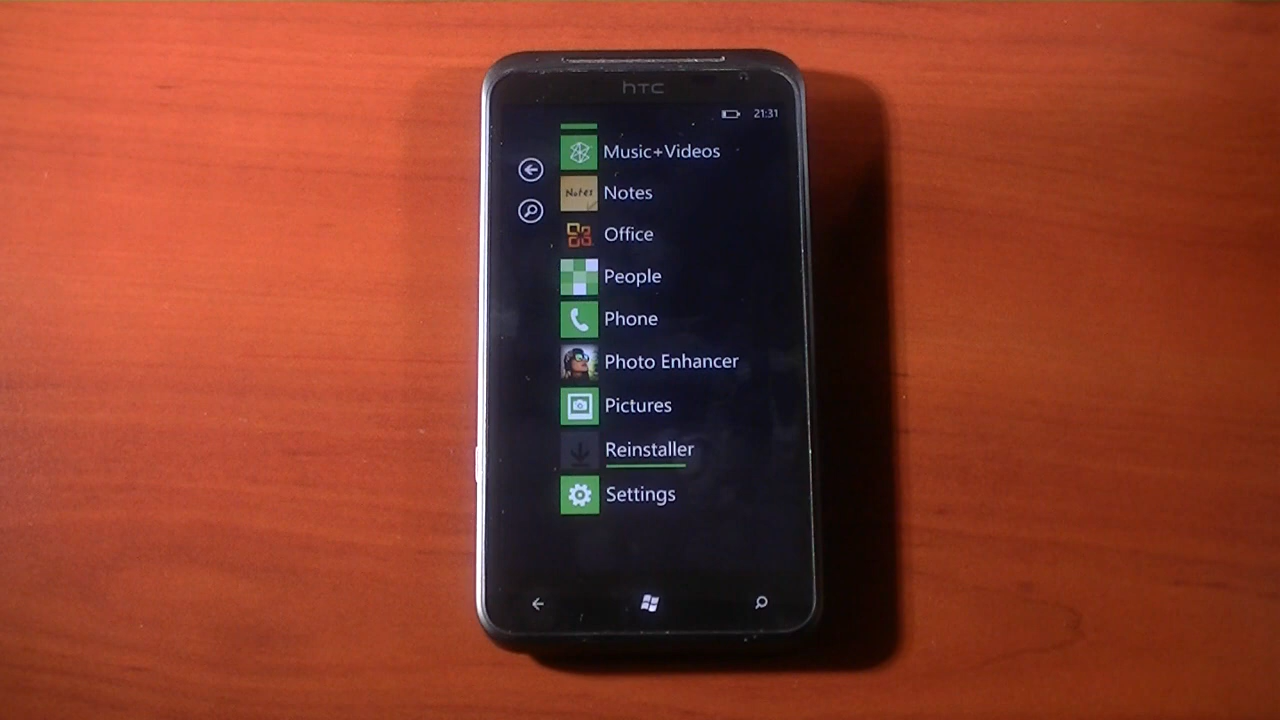 hTC
21:31
Music+Videos
Notes
Notes
Office
People
Phone
Photo Enhancer
Pictures
Reinstaller
Settings